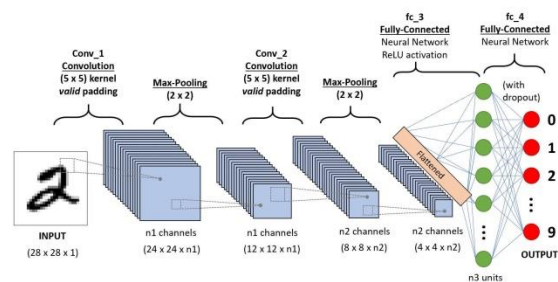 Conv_1
Convolution
(5 x 5) kernel
valid padding
Max-Pooling
(2 x 2)
Conv_2
Convolution
(5 x 5) kernel
valid padding
Max-Pooling
(2 x 2)
fc_3
Fully-Connected
Neural Network
ReLU activation
fc_4
Fully-Connected
Neural Network
(with
dropout)
Flattened
0
1
2
9
INPUT
(28 x 28 x 1)
n1 channels
(24 x 24 x n1)
n1 channels
(12 x 12 x n1)
n2 channels
(8 x 8 x n2)
n2 channels
(4 x 4 x n2)
n3 units
OUTPUT